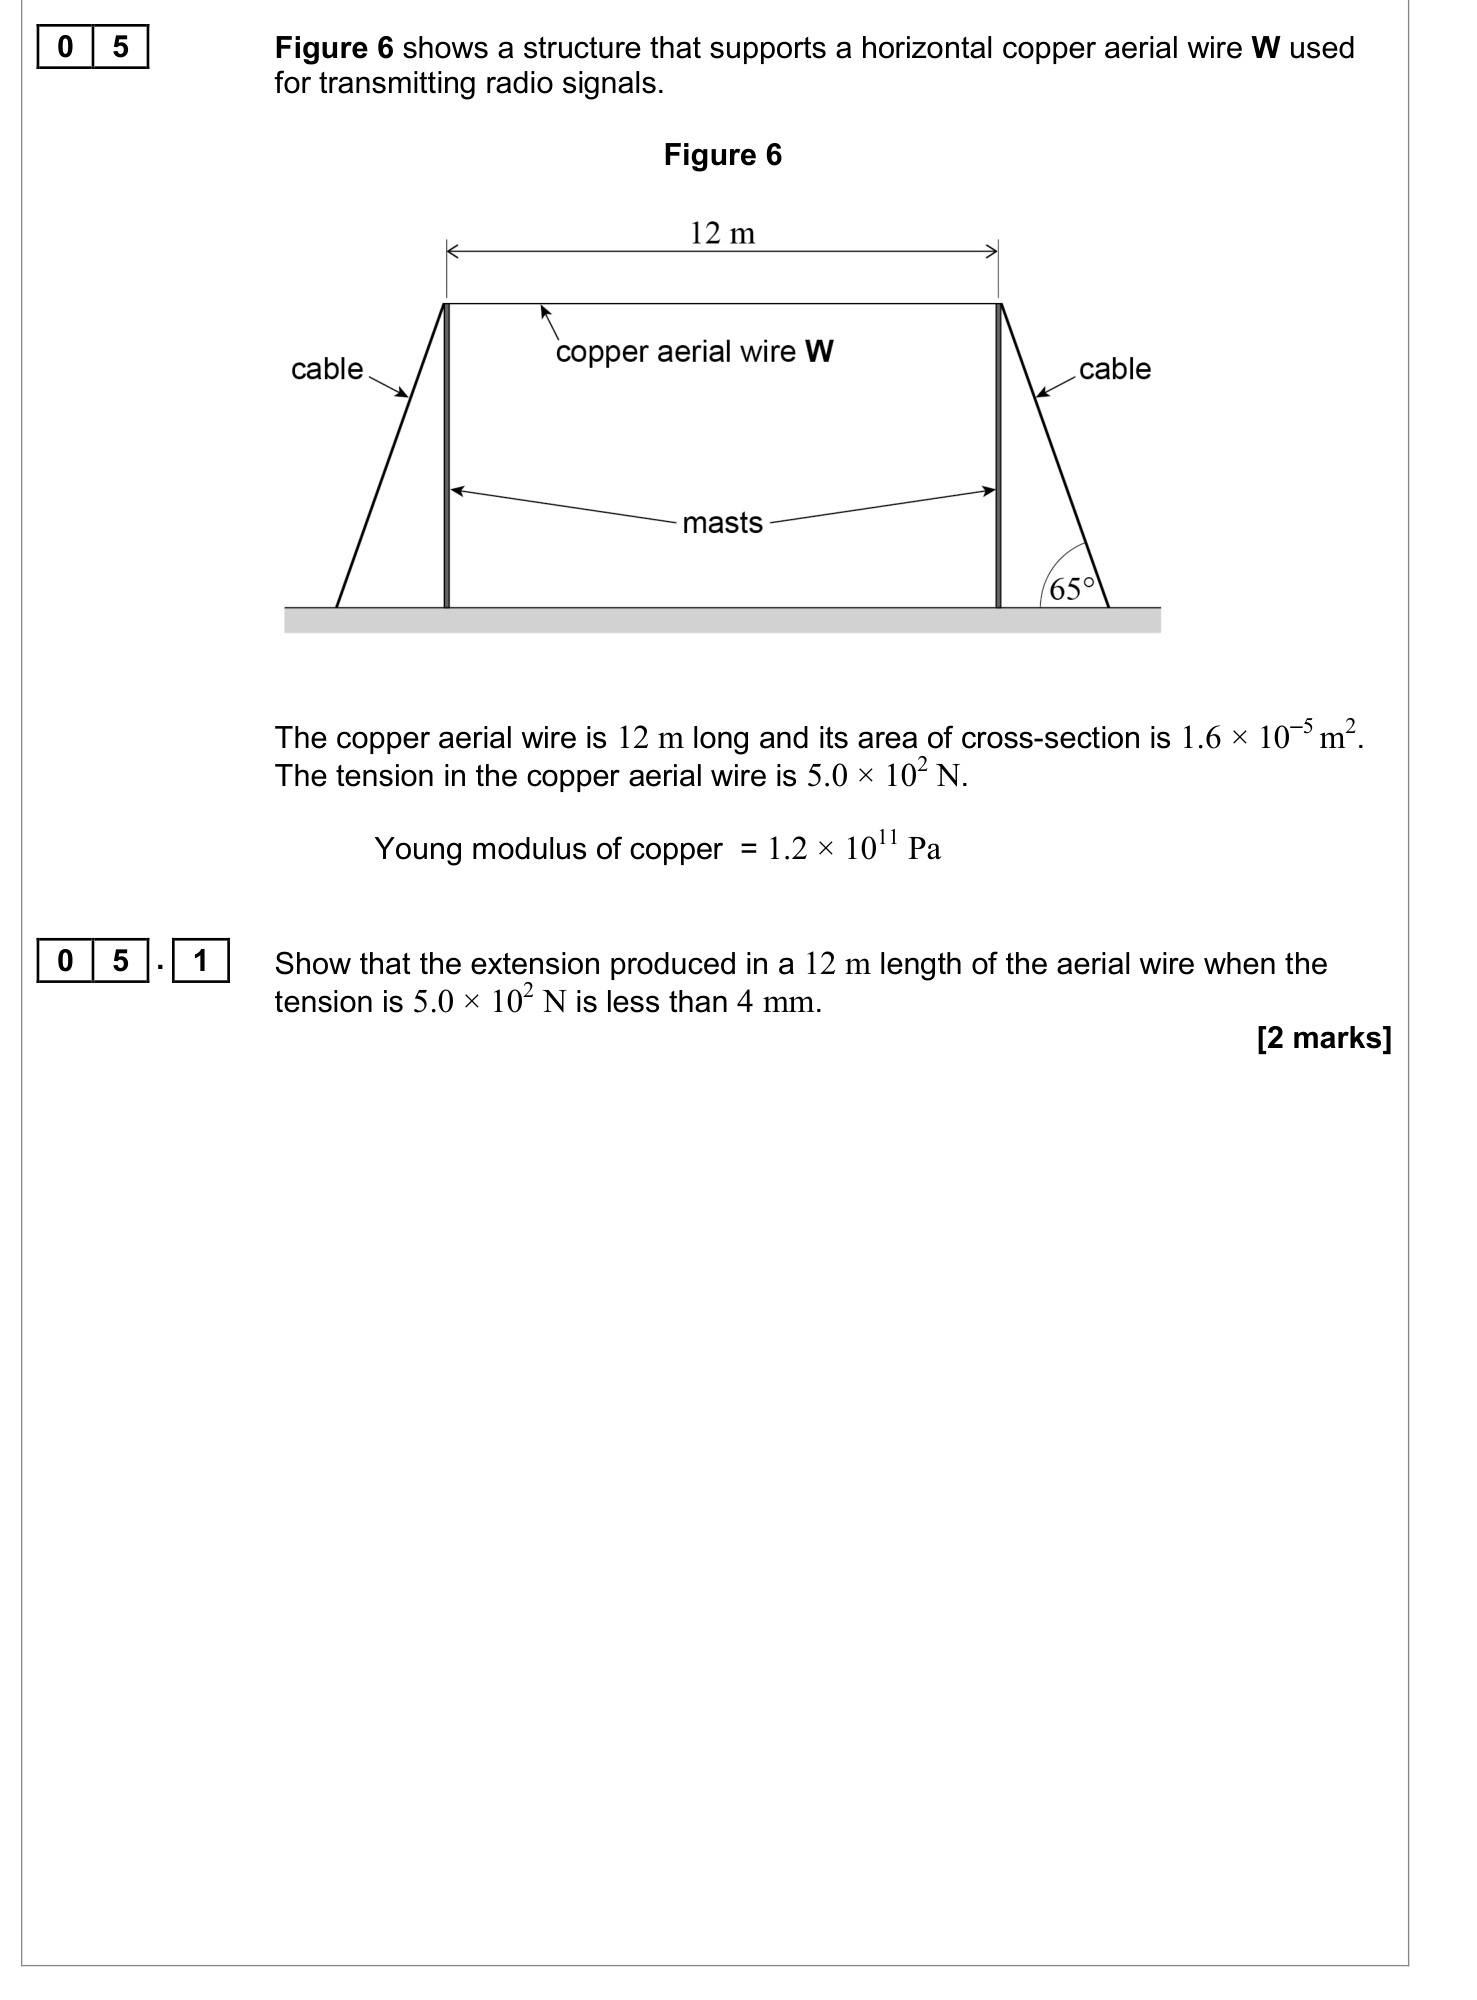 0 5
Figure 6 shows a structure that supports a horizontal copper aerial wire W used
for transmitting radio signals.
Figure 6
12 m
copper aerial wire W
cable
cable
masts
65°
The copper aerial wire is 12 m long and its area of cross-section is 1.6 × 10⁻⁵ m².
The tension in the copper aerial wire is 5.0 × 10² N.
Young modulus of copper = 1.2 × 10¹¹ Pa
0 5 . 1
Show that the extension produced in a 12 m length of the aerial wire when the
tension is 5.0 × 10² N is less than 4 mm.
[2 marks]